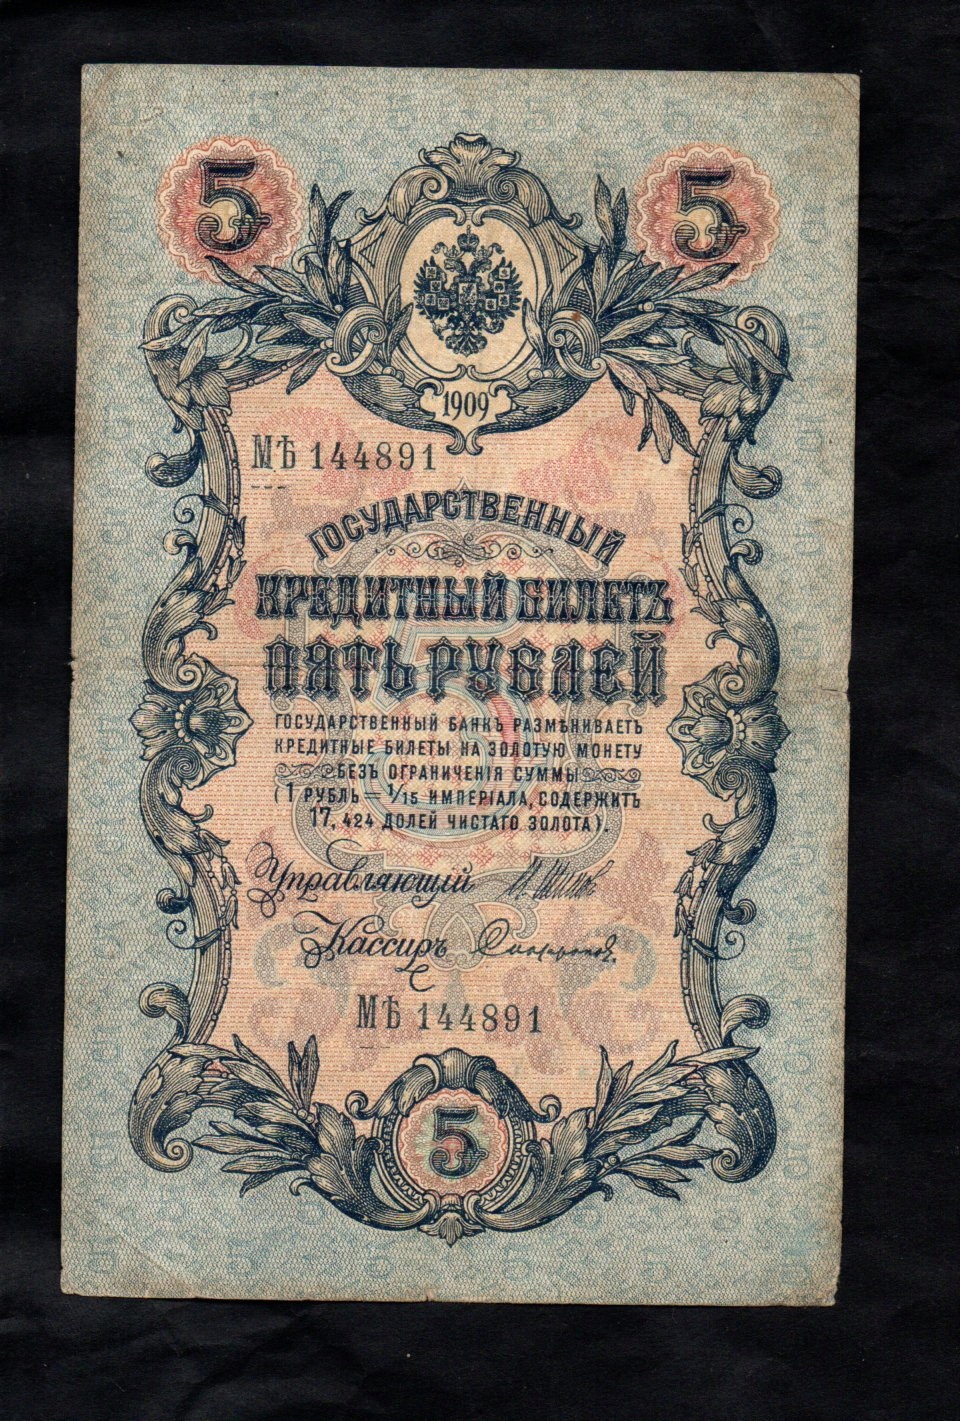 5 5
1909
МѢ 144891
ГОСУДАРСТВЕННЫЙ
КРЕДИТНЫЙ БИЛЕТЪ
ПЯТЬ РУБЛЕЙ
ГОСУДАРСТВЕННЫЙ БАНКЪ РАЗМѢНИВАЕТЪ
КРЕДИТНЫЕ БИЛЕТЫ НА ЗОЛОТУЮ МОНЕТУ
БЕЗЪ ОГРАНИЧЕНІЯ СУММЫ
(1 РУБЛЬ — 1/15 ИМПЕРІАЛА, СОДЕРЖИТЪ
17, 424 ДОЛЕЙ ЧИСТАГО ЗОЛОТА).
Управляющій
Кассиръ
МѢ 144891
5